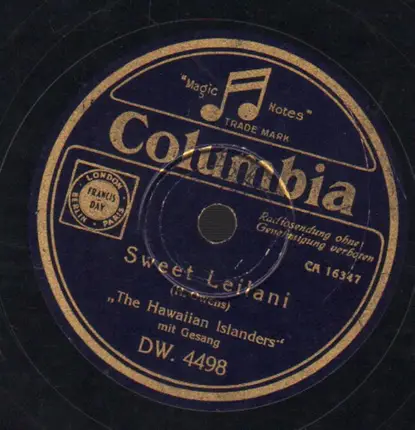 "Magic Notes"
TRADE MARK
Columbia
LONDON
FRANCIS
DAY
BERLIN - PARIS
Radiosendung ohne
Genehmigung verboten
CA 16347
Sweet Leilani
(H. Owens)
„The Hawaiian Islanders“
mit Gesang
DW. 4498